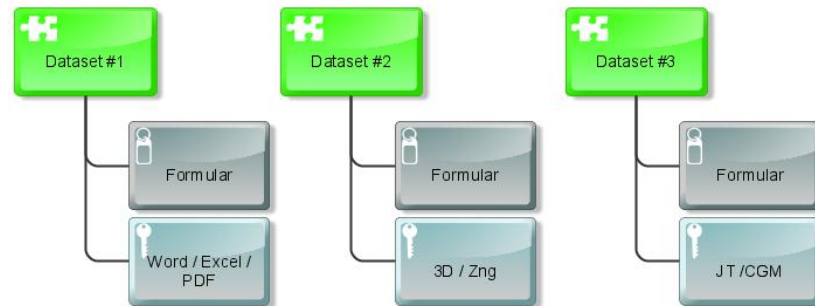 Dataset #1
Dataset #2
Dataset #3
Formular
Formular
Formular
Word / Excel /
PDF
3D / Zng
JT /CGM